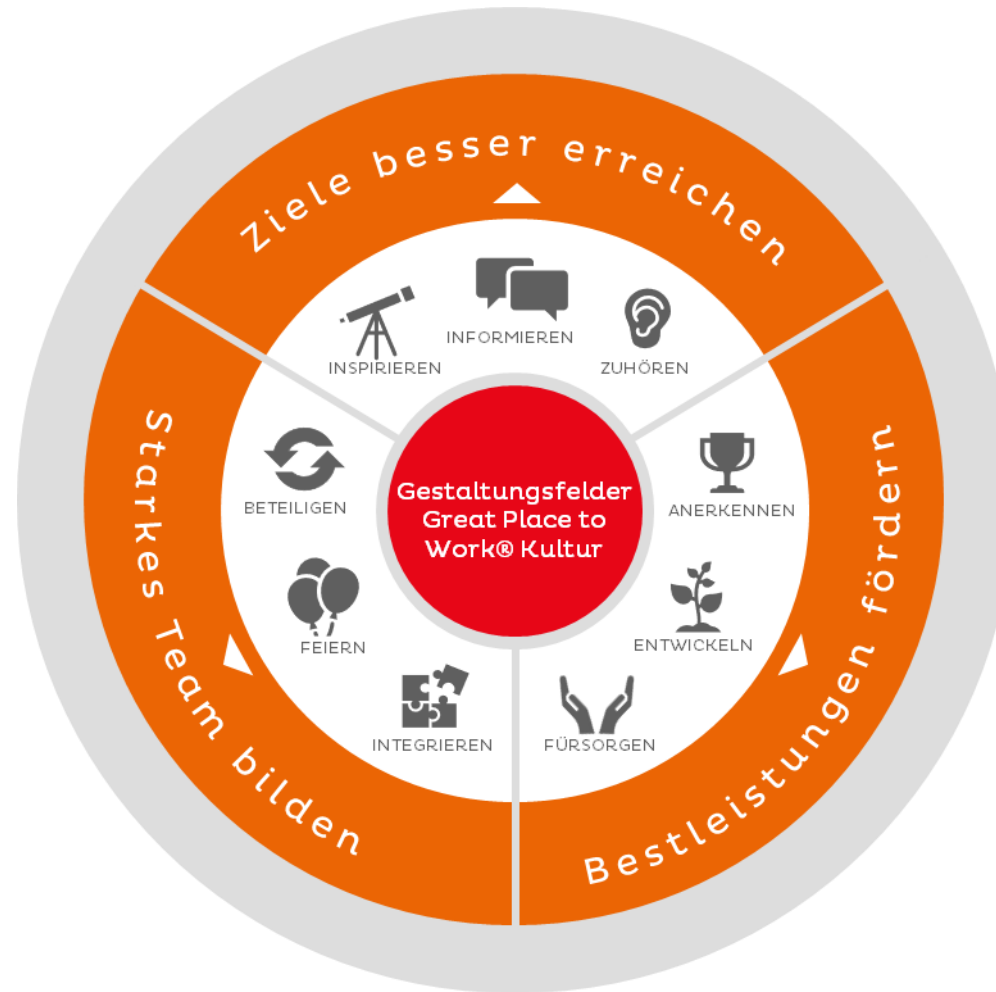 Ziele besser erreichen
INFORMIEREN
INSPIRIEREN
ZUHÖREN
Starkes Team bilden
BETEILIGEN
FEIERN
INTEGRIEREN
Gestaltungsfelder
Great Place to
Work® Kultur
ANERKENNEN
ENTWICKELN
FÜRSORGEN
Bestleistungen fördern